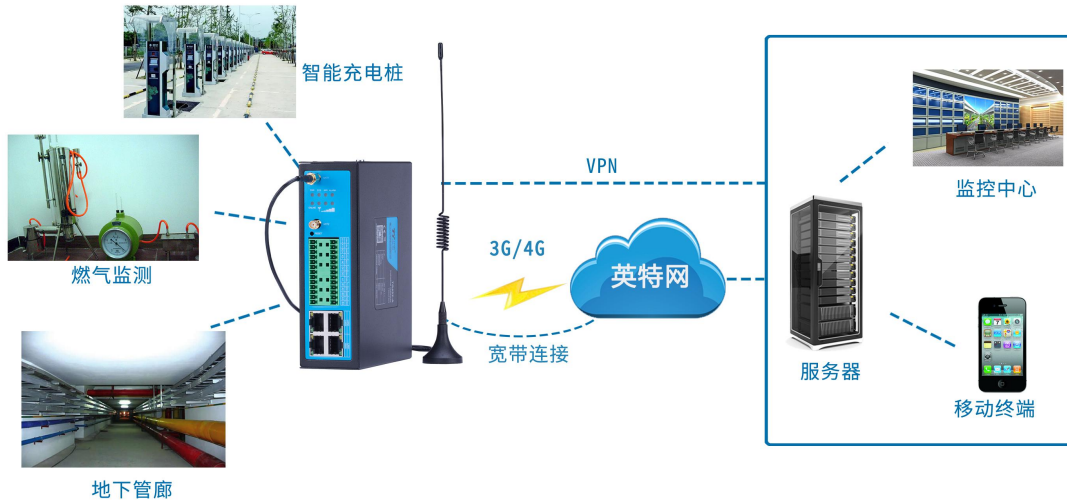 智能充电桩
燃气监测
地下管廊
VPN
3G/4G
英特网
宽带连接
监控中心
服务器
移动终端